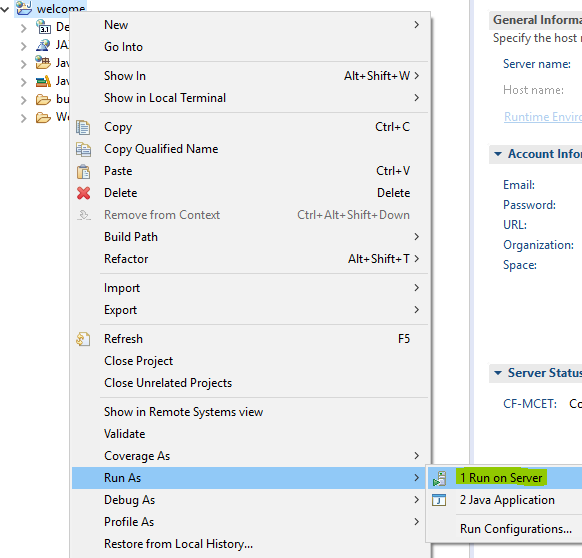 welcome
New
Go Into
Show In Alt+Shift+W
Show in Local Terminal
Copy Ctrl+C
Copy Qualified Name
Paste Ctrl+V
Delete Delete
Remove from Context Ctrl+Alt+Shift+Down
Build Path
Refactor Alt+Shift+T
Import
Export
Refresh F5
Close Project
Close Unrelated Projects
Show in Remote Systems view
Validate
Coverage As
Run As
Debug As
Profile As
Restore from Local History...
1 Run on Server
2 Java Application
Run Configurations...
De
JA
Jav
Jav
bu
We
General Informa
Specify the host
Server name:
Host name:
Runtime Enviro
Account Infor
Email:
Password:
URL:
Organization:
Space:
Server Status
CF-MCET: Co